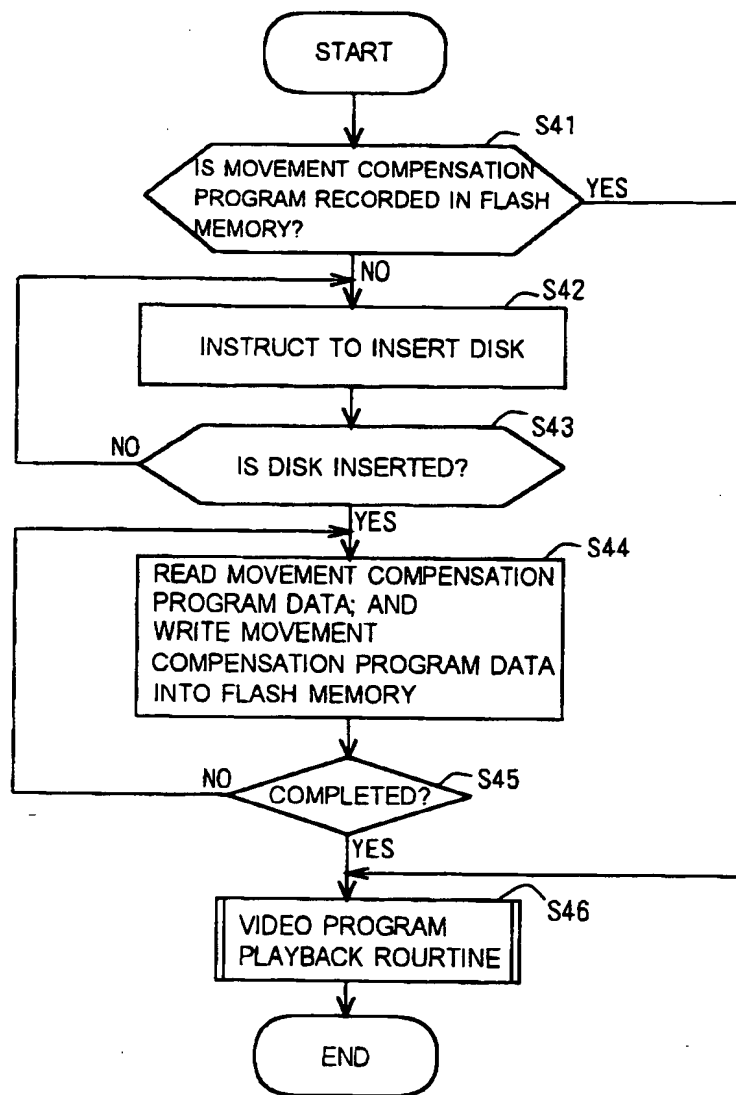 START
S41
IS MOVEMENT COMPENSATION
PROGRAM RECORDED IN FLASH
MEMORY?
YES
NO
S42
INSTRUCT TO INSERT DISK
S43
NO
IS DISK INSERTED?
YES
S44
READ MOVEMENT COMPENSATION
PROGRAM DATA; AND
WRITE MOVEMENT
COMPENSATION PROGRAM DATA
INTO FLASH MEMORY
NO
S45
COMPLETED?
YES
S46
VIDEO PROGRAM
PLAYBACK ROURTINE
END